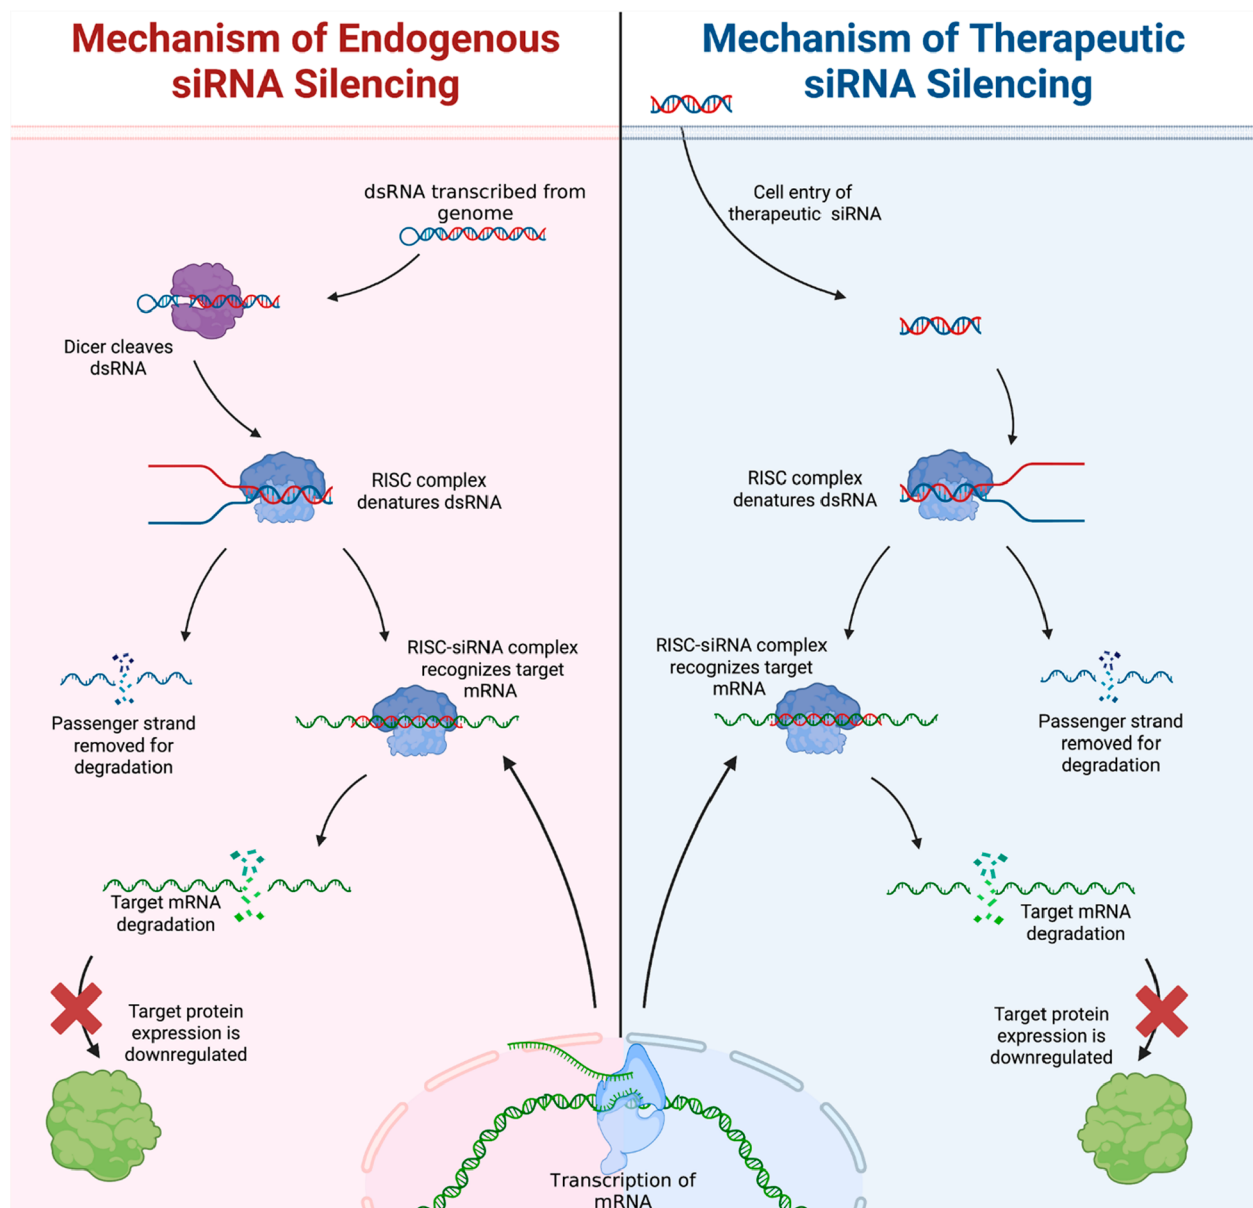 Mechanism of Endogenous
siRNA Silencing
dsRNA transcribed from
genome
Dicer cleaves
dsRNA
RISC complex
denatures dsRNA
RISC-siRNA complex
recognizes target
mRNA
Passenger strand
removed for
degradation
Target mRNA
degradation
Target protein
expression is
downregulated
Mechanism of Therapeutic
siRNA Silencing
Cell entry of
therapeutic siRNA
RISC complex
denatures dsRNA
RISC-siRNA complex
recognizes target
mRNA
Passenger strand
removed for
degradation
Target mRNA
degradation
Target protein
expression is
downregulated
Transcription of
mRNA